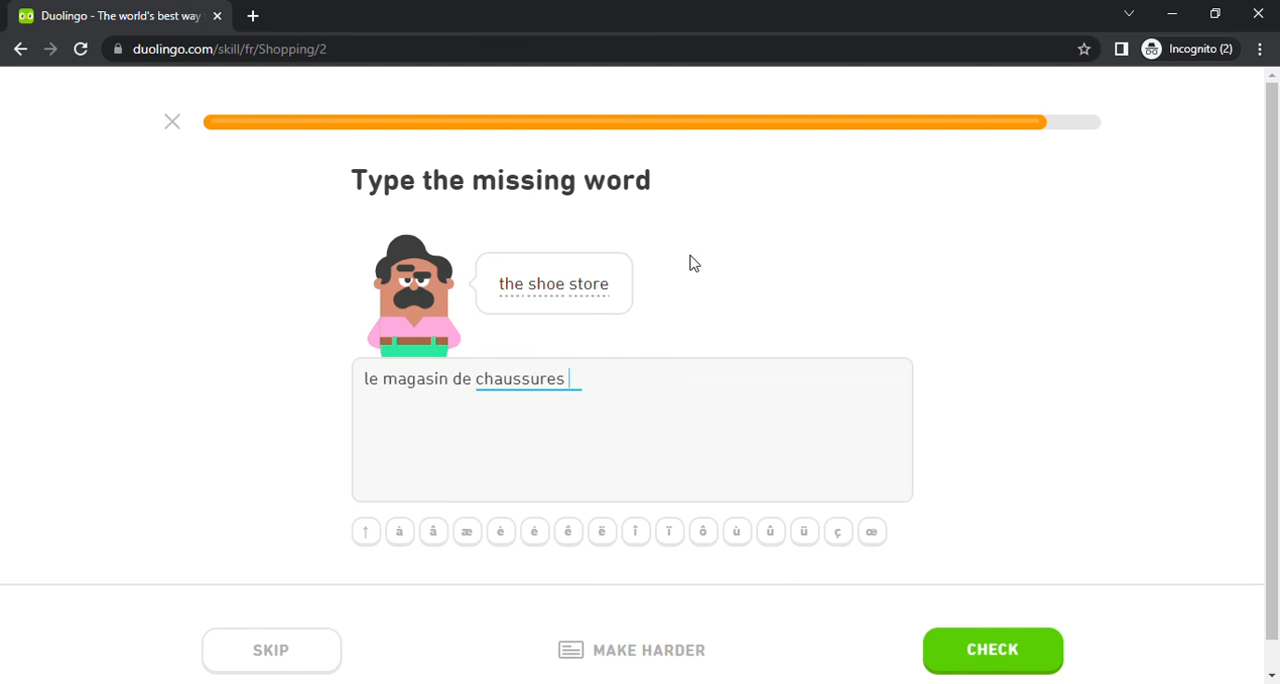 Duolingo - The world's best way
duolingo.com/skill/fr/Shopping/2
Incognito (2)
Type the missing word
the shoe store
le magasin de chaussures
↑ à â æ è é ê ë î ï ô ù û ü ç œ
SKIP
MAKE HARDER
CHECK